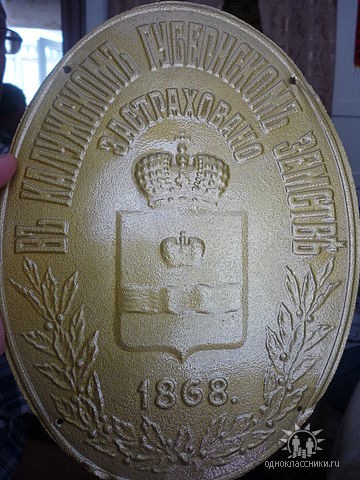 ВЪ КАЛУЖСКОМЪ ГУБЕРНСКОМЪ ЗЕМСТВѢ
ЗАСТРАХОВАНО
1868.
одноклассники.ru